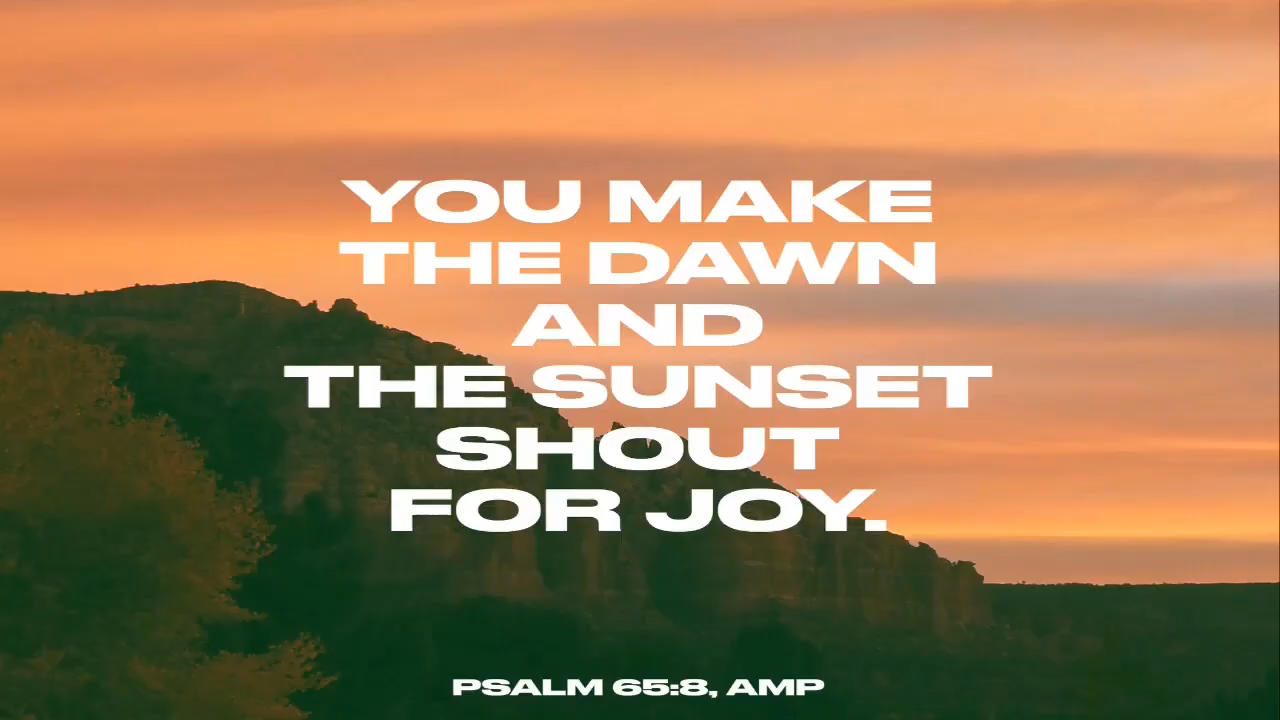 YOU MAKE
THE DAWN
AND
THE SUNSET
SHOUT
FOR JOY.
PSALM 65:8, AMP